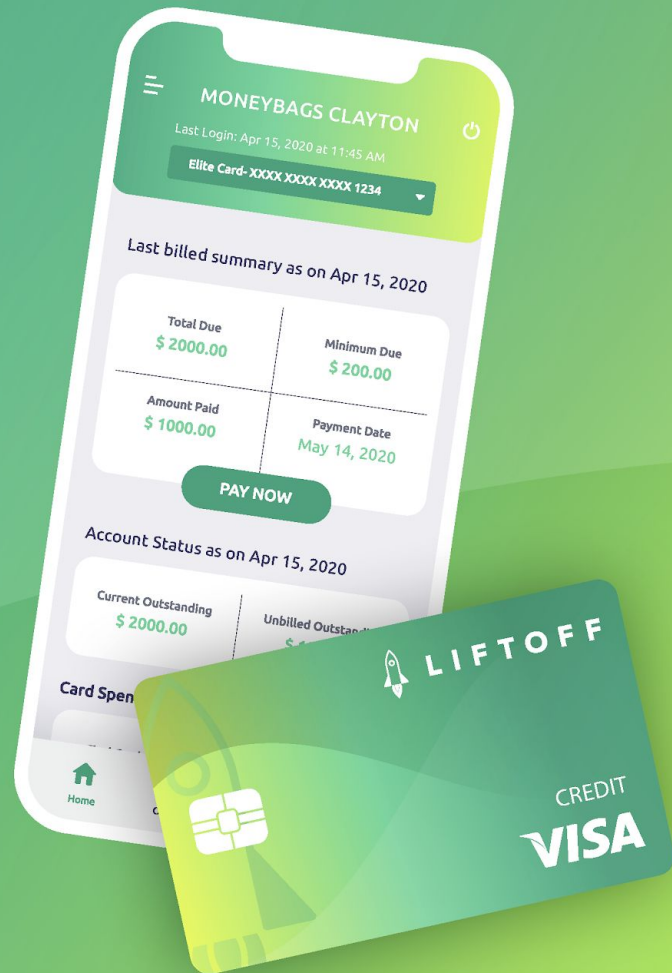 MONEYBAGS CLAYTON
Last Login: Apr 15, 2020 at 11:45 AM
Elite Card- XXXX XXXX XXXX 1234
Last billed summary as on Apr 15, 2020
Total Due
$ 2000.00
Minimum Due
$ 200.00
Amount Paid
$ 1000.00
Payment Date
May 14, 2020
PAY NOW
Account Status as on Apr 15, 2020
Current Outstanding
$ 2000.00
Unbilled
Card
Home
LIFTOFF
CREDIT
VISA